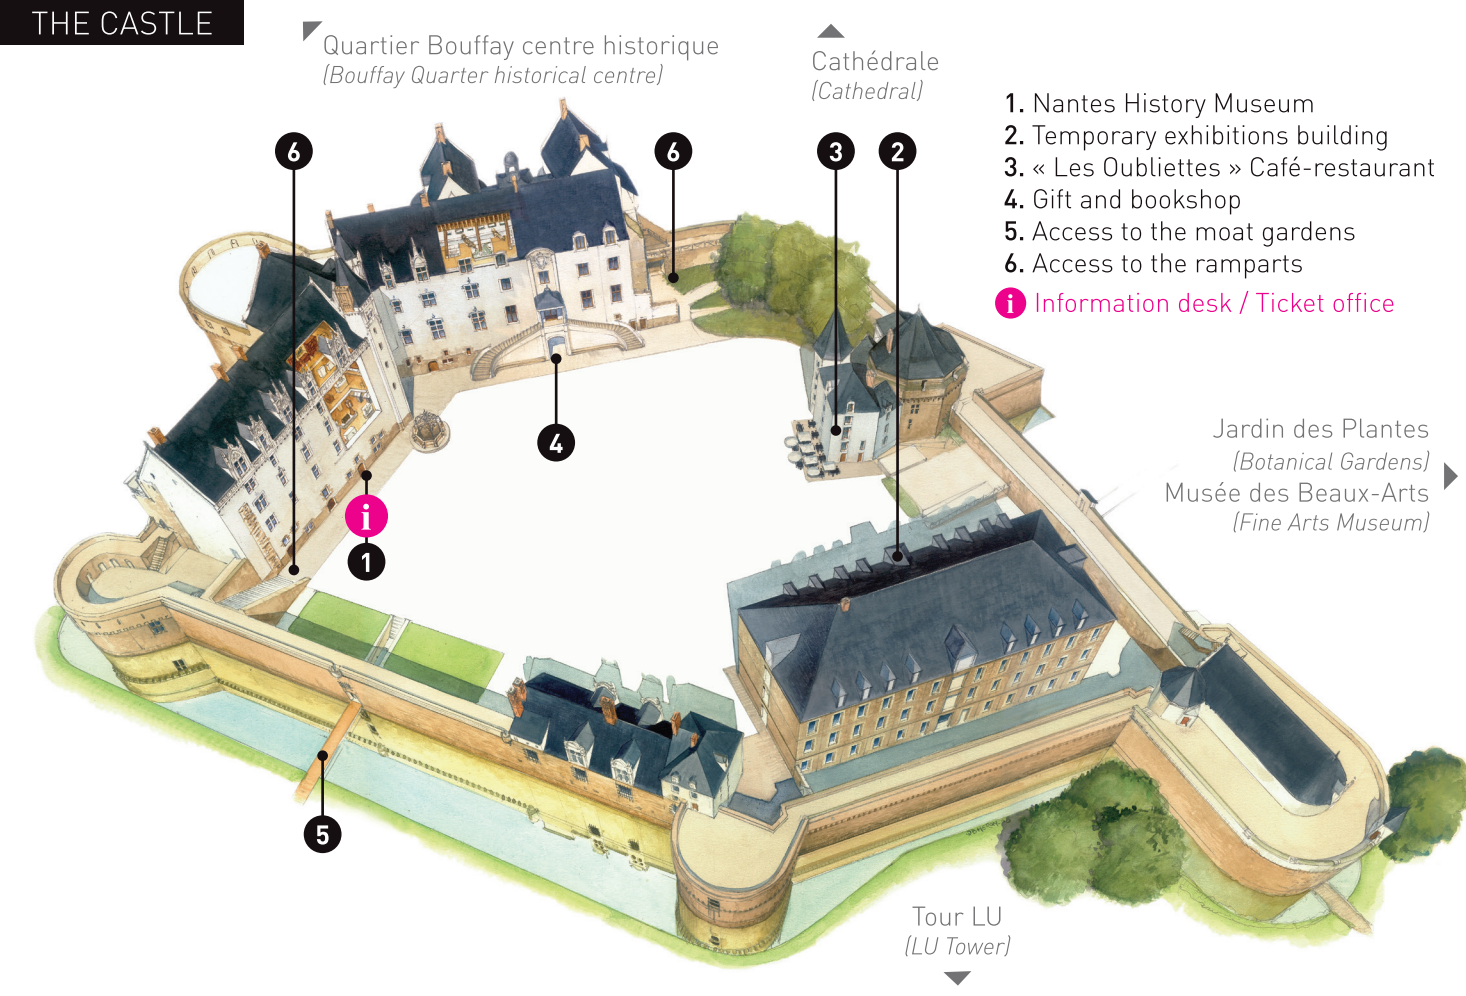 THE CASTLE
Quartier Bouffay centre historique
(Bouffay Quarter historical centre)
Cathédrale
(Cathedral)
1. Nantes History Museum
2. Temporary exhibitions building
3. « Les Oubliettes » Café-restaurant
4. Gift and bookshop
5. Access to the moat gardens
6. Access to the ramparts
i Information desk / Ticket office
6
6
3
2
4
i
1
5
Jardin des Plantes
(Botanical Gardens)
Musée des Beaux-Arts
(Fine Arts Museum)
Tour LU
(LU Tower)